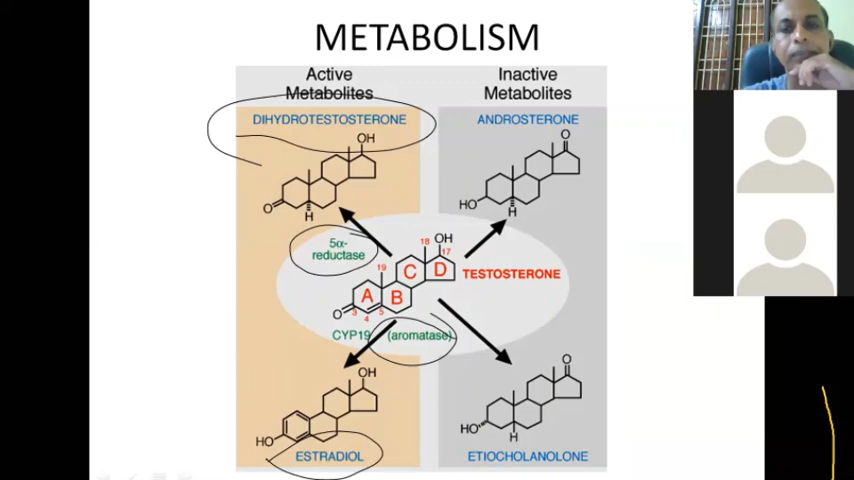 METABOLISM
Active
Metabolites
Inactive
Metabolites
DIHYDROTESTOSTERONE
ANDROSTERONE
OH
O
O
H
HO
H
5α-
reductase
18
OH
17
19
C
D
TESTOSTERONE
A
B
O
3
4
5
CYP19
(aromatase)
OH
O
HO
HO
H
ESTRADIOL
ETIOCHOLANOLONE